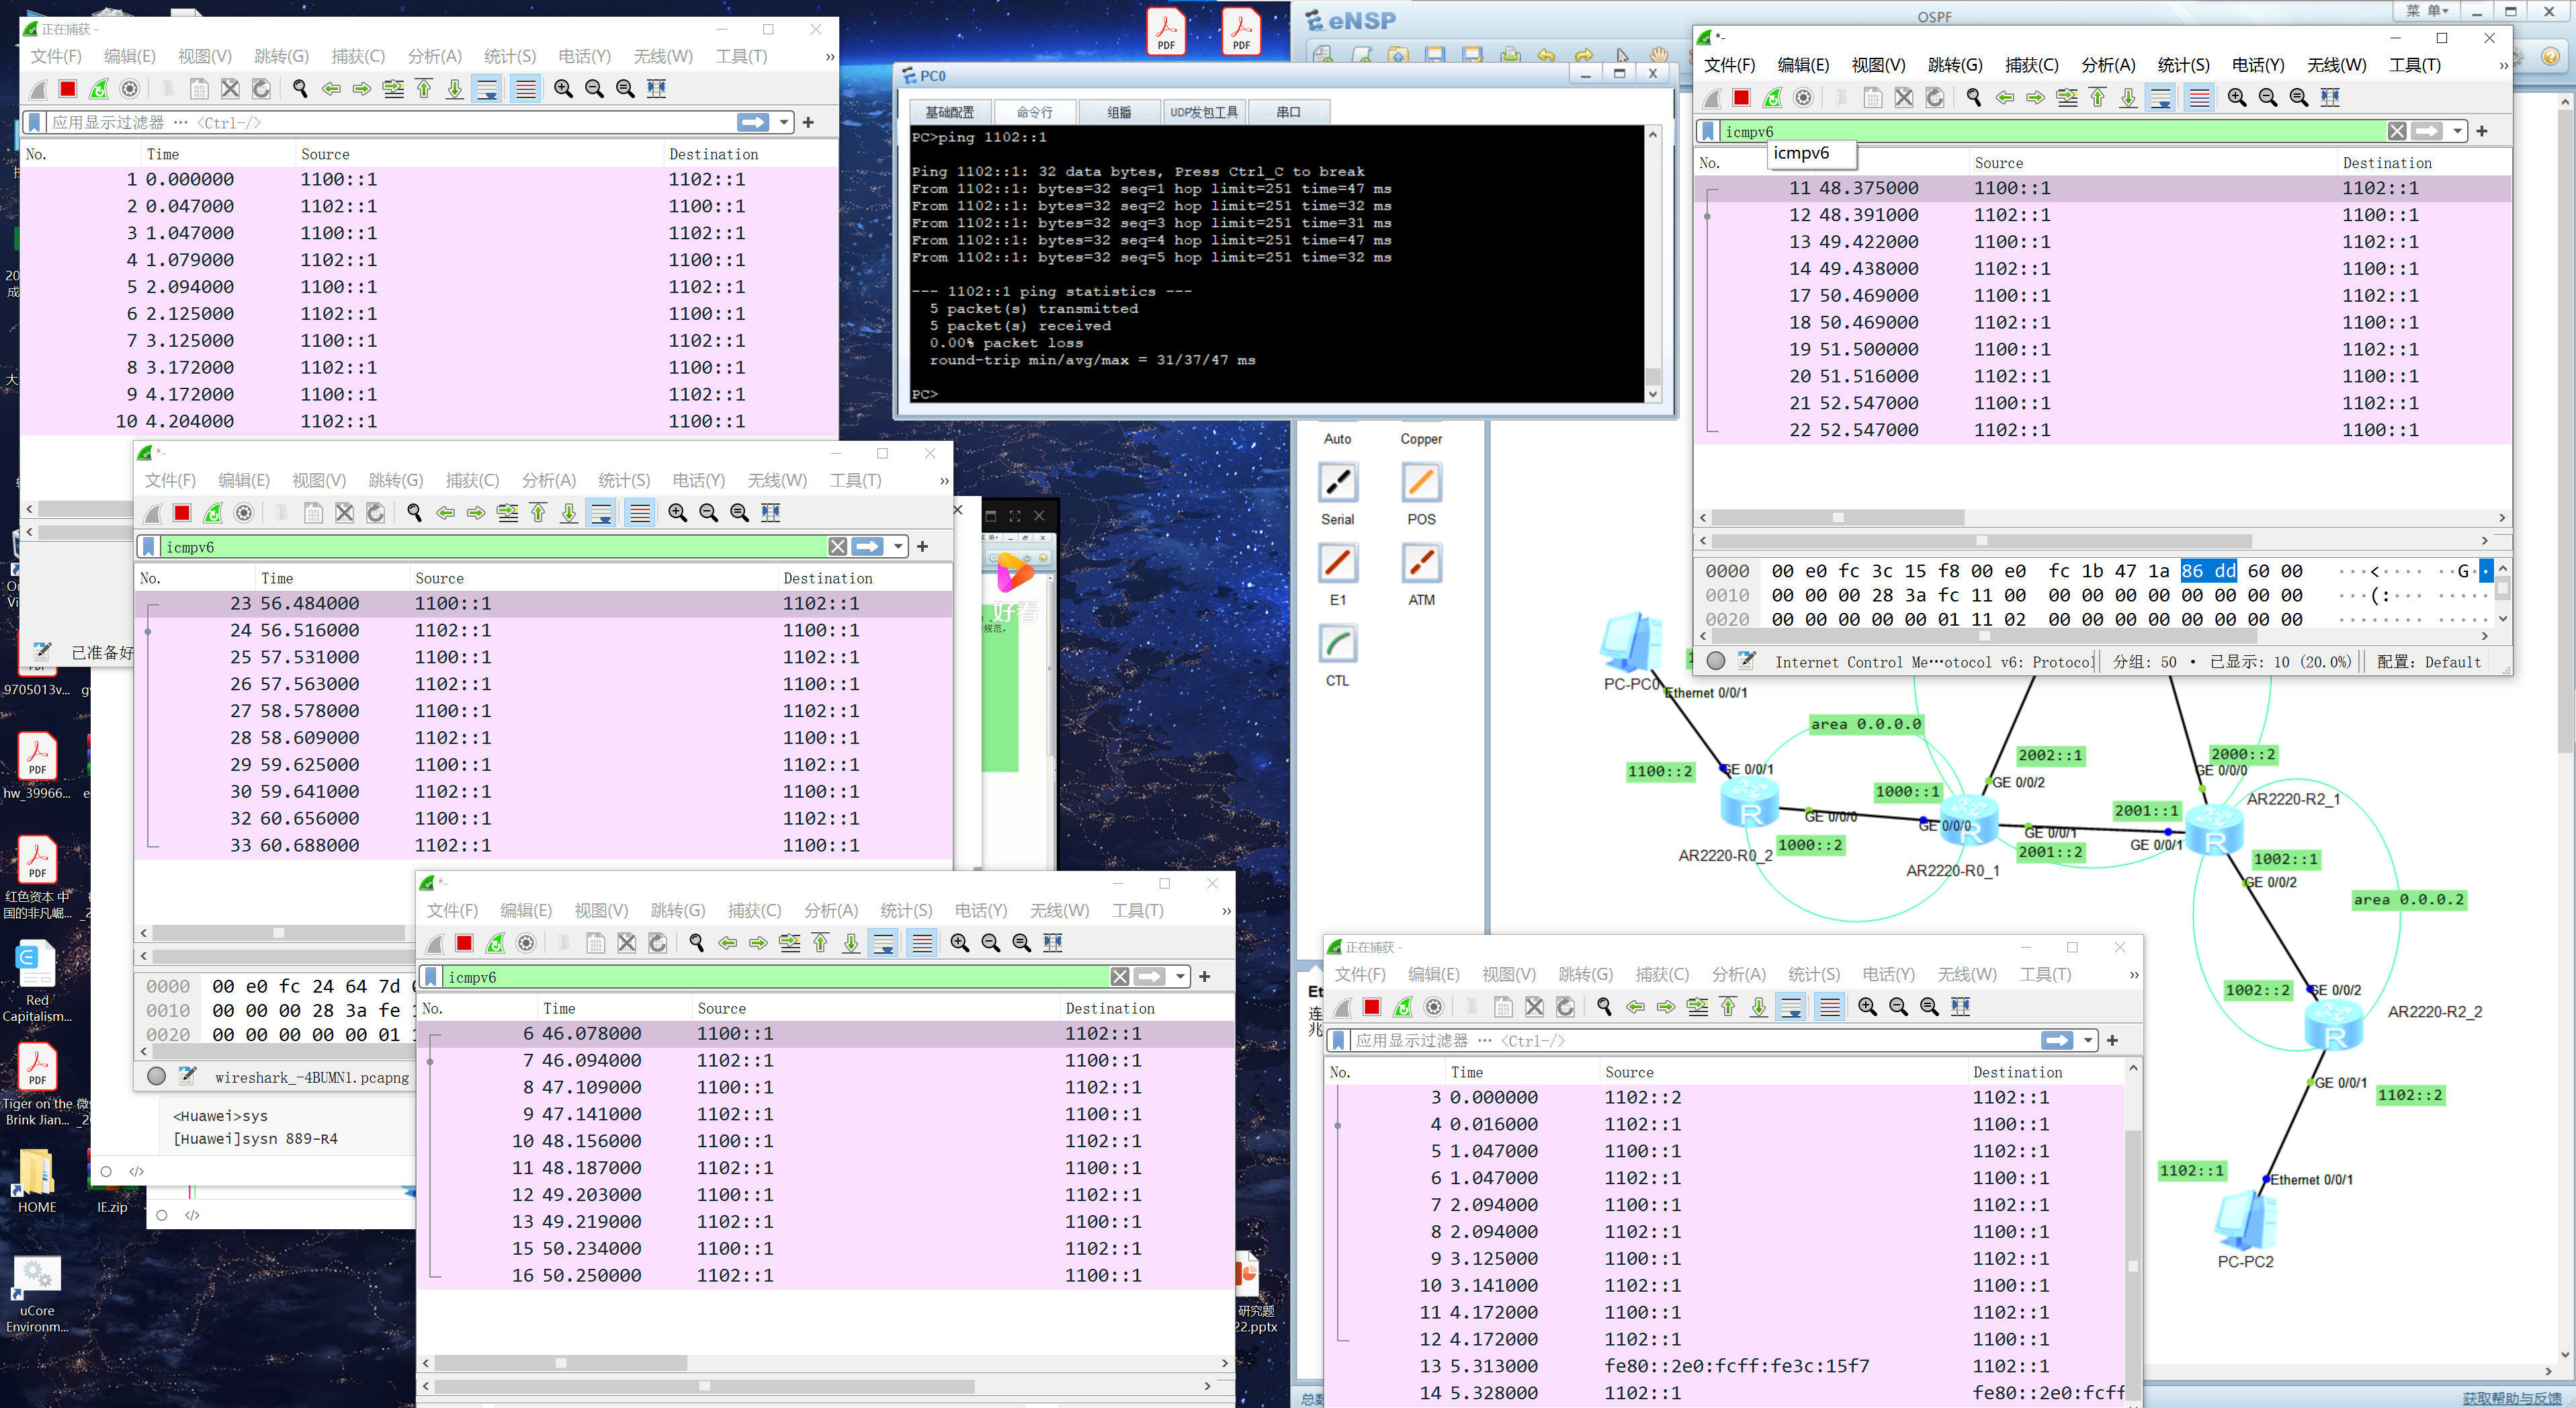 正在捕获 -
文件(F) 编辑(E) 视图(V) 跳转(G) 捕获(C) 分析(A) 统计(S) 电话(Y) 无线(W) 工具(T) »
应用显示过滤器 … <Ctrl-/>
No. Time Source Destination
1 0.000000 1100::1 1102::1
2 0.047000 1102::1 1100::1
3 1.047000 1100::1 1102::1
4 1.079000 1102::1 1100::1
5 2.094000 1100::1 1102::1
6 2.125000 1102::1 1100::1
7 3.125000 1100::1 1102::1
8 3.172000 1102::1 1100::1
9 4.172000 1100::1 1102::1
10 4.204000 1102::1 1100::1
已准备好
*-
文件(F) 编辑(E) 视图(V) 跳转(G) 捕获(C) 分析(A) 统计(S) 电话(Y) 无线(W) 工具(T) »
icmpv6
No. Time Source Destination
23 56.484000 1100::1 1102::1
24 56.516000 1102::1 1100::1
25 57.531000 1100::1 1102::1
26 57.563000 1102::1 1100::1
27 58.578000 1100::1 1102::1
28 58.609000 1102::1 1100::1
29 59.625000 1100::1 1102::1
30 59.641000 1102::1 1100::1
32 60.656000 1100::1 1102::1
33 60.688000 1102::1 1100::1
0000 00 e0 fc 24 64 7d
0010 00 00 00 28 3a fe
0020 00 00 00 00 00 01
wireshark_-4BUMN1.pcapng
<Huawei>sys
[Huawei]sysn 889-R4
*-
文件(F) 编辑(E) 视图(V) 跳转(G) 捕获(C) 分析(A) 统计(S) 电话(Y) 无线(W) 工具(T) »
icmpv6
No. Time Source Destination
6 46.078000 1100::1 1102::1
7 46.094000 1102::1 1100::1
8 47.109000 1100::1 1102::1
9 47.141000 1102::1 1100::1
10 48.156000 1100::1 1102::1
11 48.187000 1102::1 1100::1
12 49.203000 1100::1 1102::1
13 49.219000 1102::1 1100::1
15 50.234000 1100::1 1102::1
16 50.250000 1102::1 1100::1
PC0
基础配置 命令行 组播 UDP发包工具 串口
PC>ping 1102::1
Ping 1102::1: 32 data bytes, Press Ctrl_C to break
From 1102::1: bytes=32 seq=1 hop limit=251 time=47 ms
From 1102::1: bytes=32 seq=2 hop limit=251 time=32 ms
From 1102::1: bytes=32 seq=3 hop limit=251 time=31 ms
From 1102::1: bytes=32 seq=4 hop limit=251 time=47 ms
From 1102::1: bytes=32 seq=5 hop limit=251 time=32 ms
--- 1102::1 ping statistics ---
5 packet(s) transmitted
5 packet(s) received
0.00% packet loss
round-trip min/avg/max = 31/37/47 ms
PC>
eNSP
OSPF
菜 单
*-
文件(F) 编辑(E) 视图(V) 跳转(G) 捕获(C) 分析(A) 统计(S) 电话(Y) 无线(W) 工具(T) »
icmpv6
icmpv6
No. Source Destination
11 48.375000 1100::1 1102::1
12 48.391000 1102::1 1100::1
13 49.422000 1100::1 1102::1
14 49.438000 1102::1 1100::1
17 50.469000 1100::1 1102::1
18 50.469000 1102::1 1100::1
19 51.500000 1100::1 1102::1
20 51.516000 1102::1 1100::1
21 52.547000 1100::1 1102::1
22 52.547000 1102::1 1100::1
0000 00 e0 fc 3c 15 f8 00 e0 fc 1b 47 1a 86 dd 60 00 ···<···· ··G·
0010 00 00 00 28 3a fc 11 00 00 00 00 00 00 00 00 00 ···(:··· ·····
0020 00 00 00 00 00 01 11 02 00 00 00 00 00 00 00 00 ········ ·····
Internet Control Me…otocol v6: Protocol 分组: 50 · 已显示: 10 (20.0%) 配置: Default
Auto Copper
Serial POS
E1 ATM
CTL
PC-PC0
Ethernet 0/0/1
area 0.0.0.0
1100::2
GE 0/0/1
GE 0/0/0
1000::2
AR2220-R0_2
1000::1
GE 0/0/0
AR2220-R0_1
2002::1
GE 0/0/2
GE 0/0/1
2001::2
2001::1
GE 0/0/1
2000::2
GE 0/0/0
AR2220-R2_1
1002::1
GE 0/0/2
area 0.0.0.2
1002::2
GE 0/0/2
AR2220-R2_2
GE 0/0/1
1102::2
1102::1
Ethernet 0/0/1
PC-PC2
正在捕获 -
文件(F) 编辑(E) 视图(V) 跳转(G) 捕获(C) 分析(A) 统计(S) 电话(Y) 无线(W) 工具(T) »
应用显示过滤器 … <Ctrl-/>
No. Time Source Destination
3 0.000000 1102::2 1102::1
4 0.016000 1102::1 1100::1
5 1.047000 1100::1 1102::1
6 1.047000 1102::1 1100::1
7 2.094000 1100::1 1102::1
8 2.094000 1102::1 1100::1
9 3.125000 1100::1 1102::1
10 3.141000 1102::1 1100::1
11 4.172000 1100::1 1102::1
12 4.172000 1102::1 1100::1
13 5.313000 fe80::2e0:fcff:fe3c:15f7 1102::1
14 5.328000 1102::1 fe80::2e0:fcff
获取帮助与反馈
好看
9705013v...
hw_39966...
红色资本 中
国的非凡崛...
Red
Capitalism...
Tiger on the
Brink Jian...
HOME
IE.zip
uCore
Environm...
研究题
22.pptx
PDF
PDF
PDF
PDF
PDF